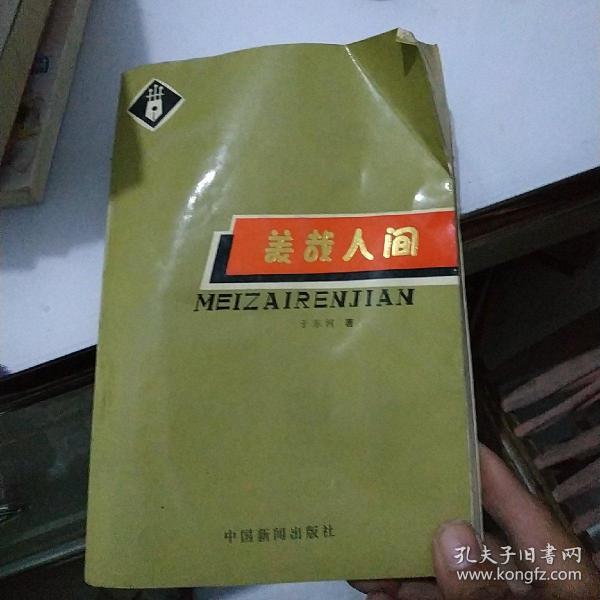 美哉人间
MEIZAIRENJIAN
于东河 著
中国新闻出版社
孔夫子旧书网
www.kongfz.com